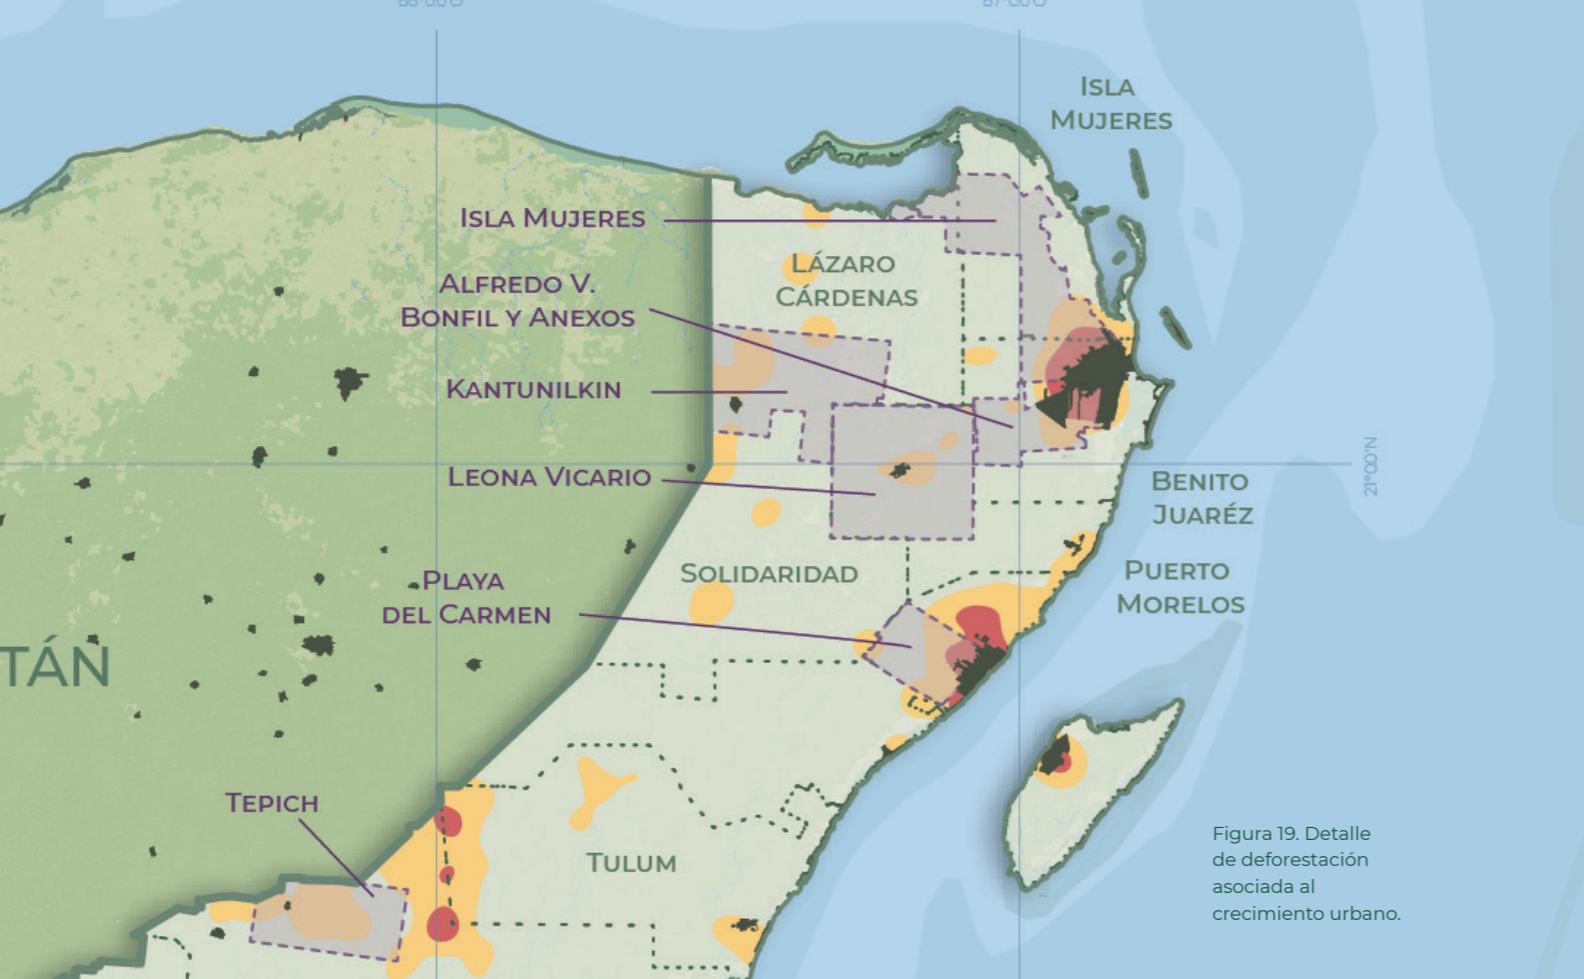 ISLA
MUJERES
ISLA MUJERES
LÁZARO
CÁRDENAS
ALFREDO V.
BONFIL Y ANEXOS
KANTUNILKIN
LEONA VICARIO
21°00'N
BENITO
JUARÉZ
SOLIDARIDAD
PLAYA
DEL CARMEN
PUERTO
MORELOS
TÁN
TEPICH
TULUM
Figura 19. Detalle
de deforestación
asociada al
crecimiento urbano.